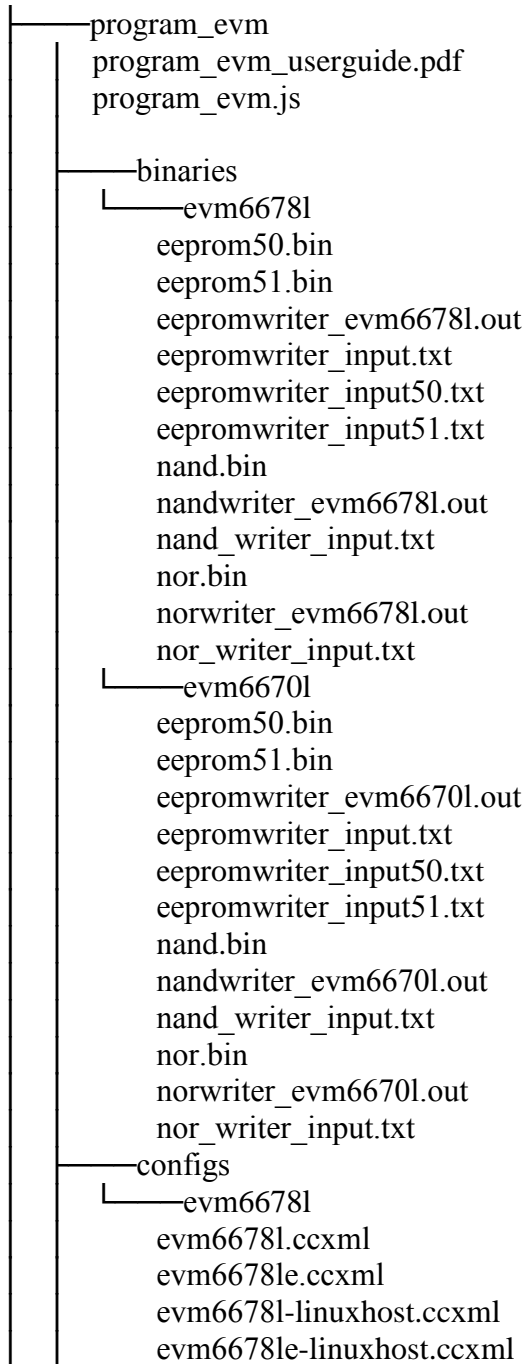 program_evm
program_evm_userguide.pdf
program_evm.js
binaries
evm6678l
eeprom50.bin
eeprom51.bin
eepromwriter_evm6678l.out
eepromwriter_input.txt
eepromwriter_input50.txt
eepromwriter_input51.txt
nand.bin
nandwriter_evm6678l.out
nand_writer_input.txt
nor.bin
norwriter_evm6678l.out
nor_writer_input.txt
evm6670l
eeprom50.bin
eeprom51.bin
eepromwriter_evm6670l.out
eepromwriter_input.txt
eepromwriter_input50.txt
eepromwriter_input51.txt
nand.bin
nandwriter_evm6670l.out
nand_writer_input.txt
nor.bin
norwriter_evm6670l.out
nor_writer_input.txt
configs
evm6678l
evm6678l.ccxml
evm6678le.ccxml
evm6678l-linuxhost.ccxml
evm6678le-linuxhost.ccxml